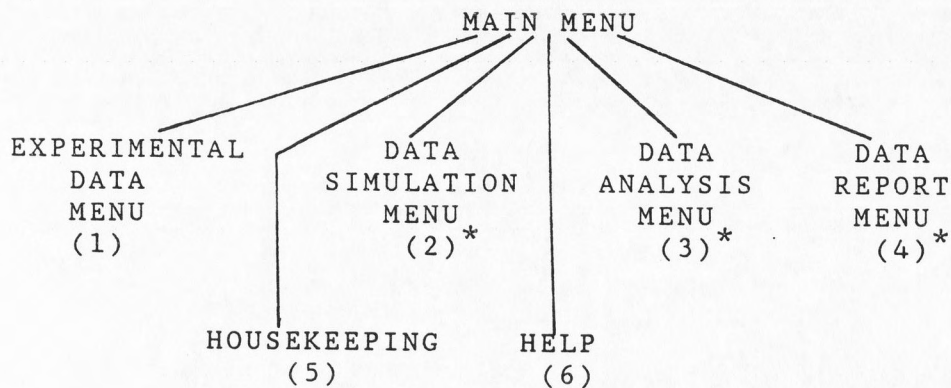 MAIN MENU
EXPERIMENTAL
DATA
MENU
(1)
DATA
SIMULATION
MENU
(2)*
DATA
ANALYSIS
MENU
(3)*
DATA
REPORT
MENU
(4)*
HOUSEKEEPING
(5)
HELP
(6)